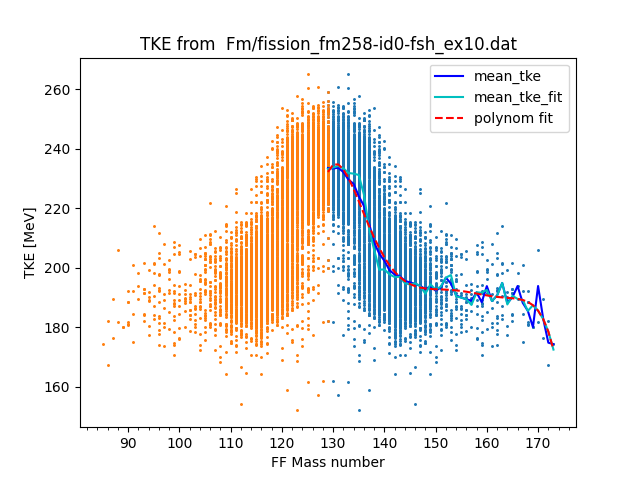 TKE from  Fm/fission_fm258-id0-fsh_ex10.dat
mean_tke
mean_tke_fit
polynom fit
TKE [MeV]
260
240
220
200
180
160
90 100 110 120 130 140 150 160 170
FF Mass number